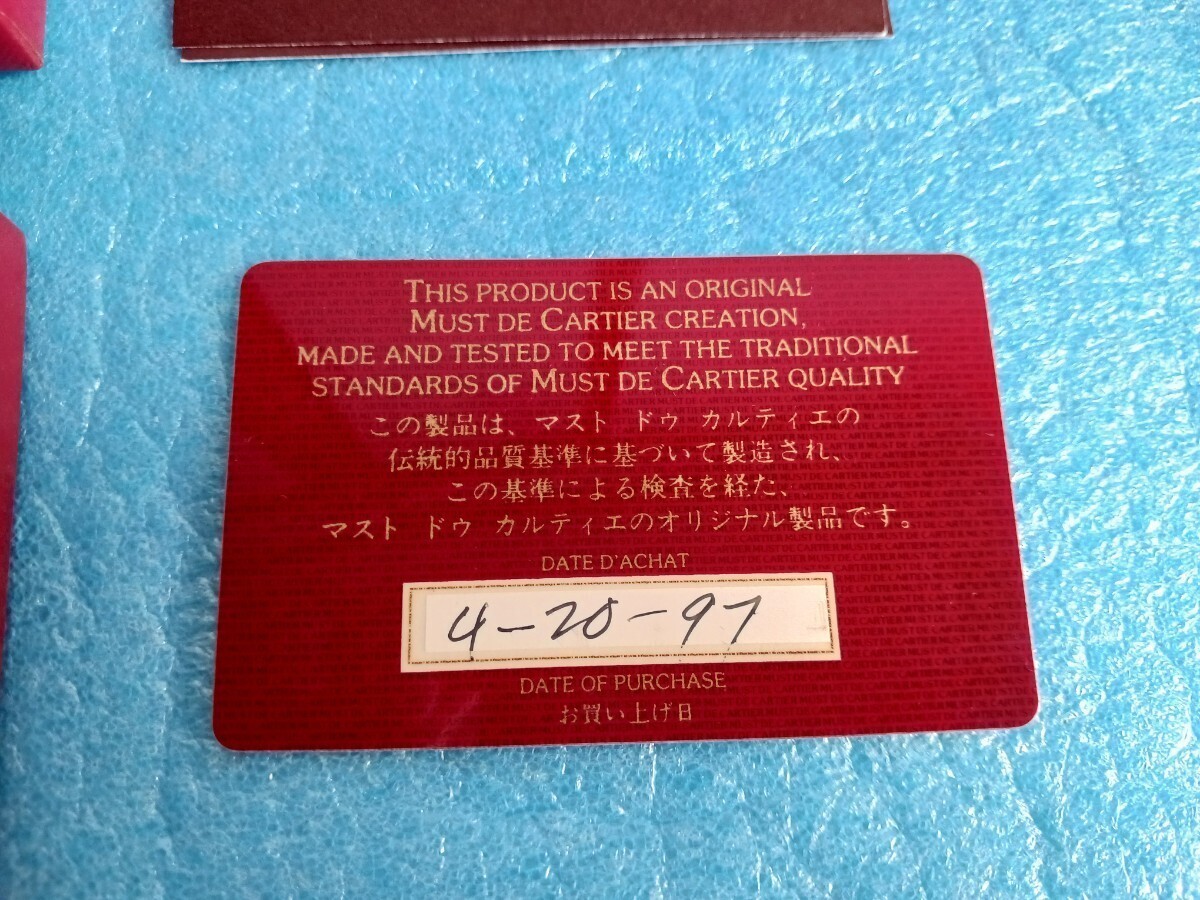 THIS PRODUCT IS AN ORIGINAL
MUST DE CARTIER CREATION,
MADE AND TESTED TO MEET THE TRADITIONAL
STANDARDS OF MUST DE CARTIER QUALITY
この製品は、マスト ドゥ カルティエの
伝統的品質基準に基づいて製造され、
この基準による検査を経た、
マスト ドゥ カルティエのオリジナル製品です。
DATE D'ACHAT
4-20-97
DATE OF PURCHASE
お買い上げ日